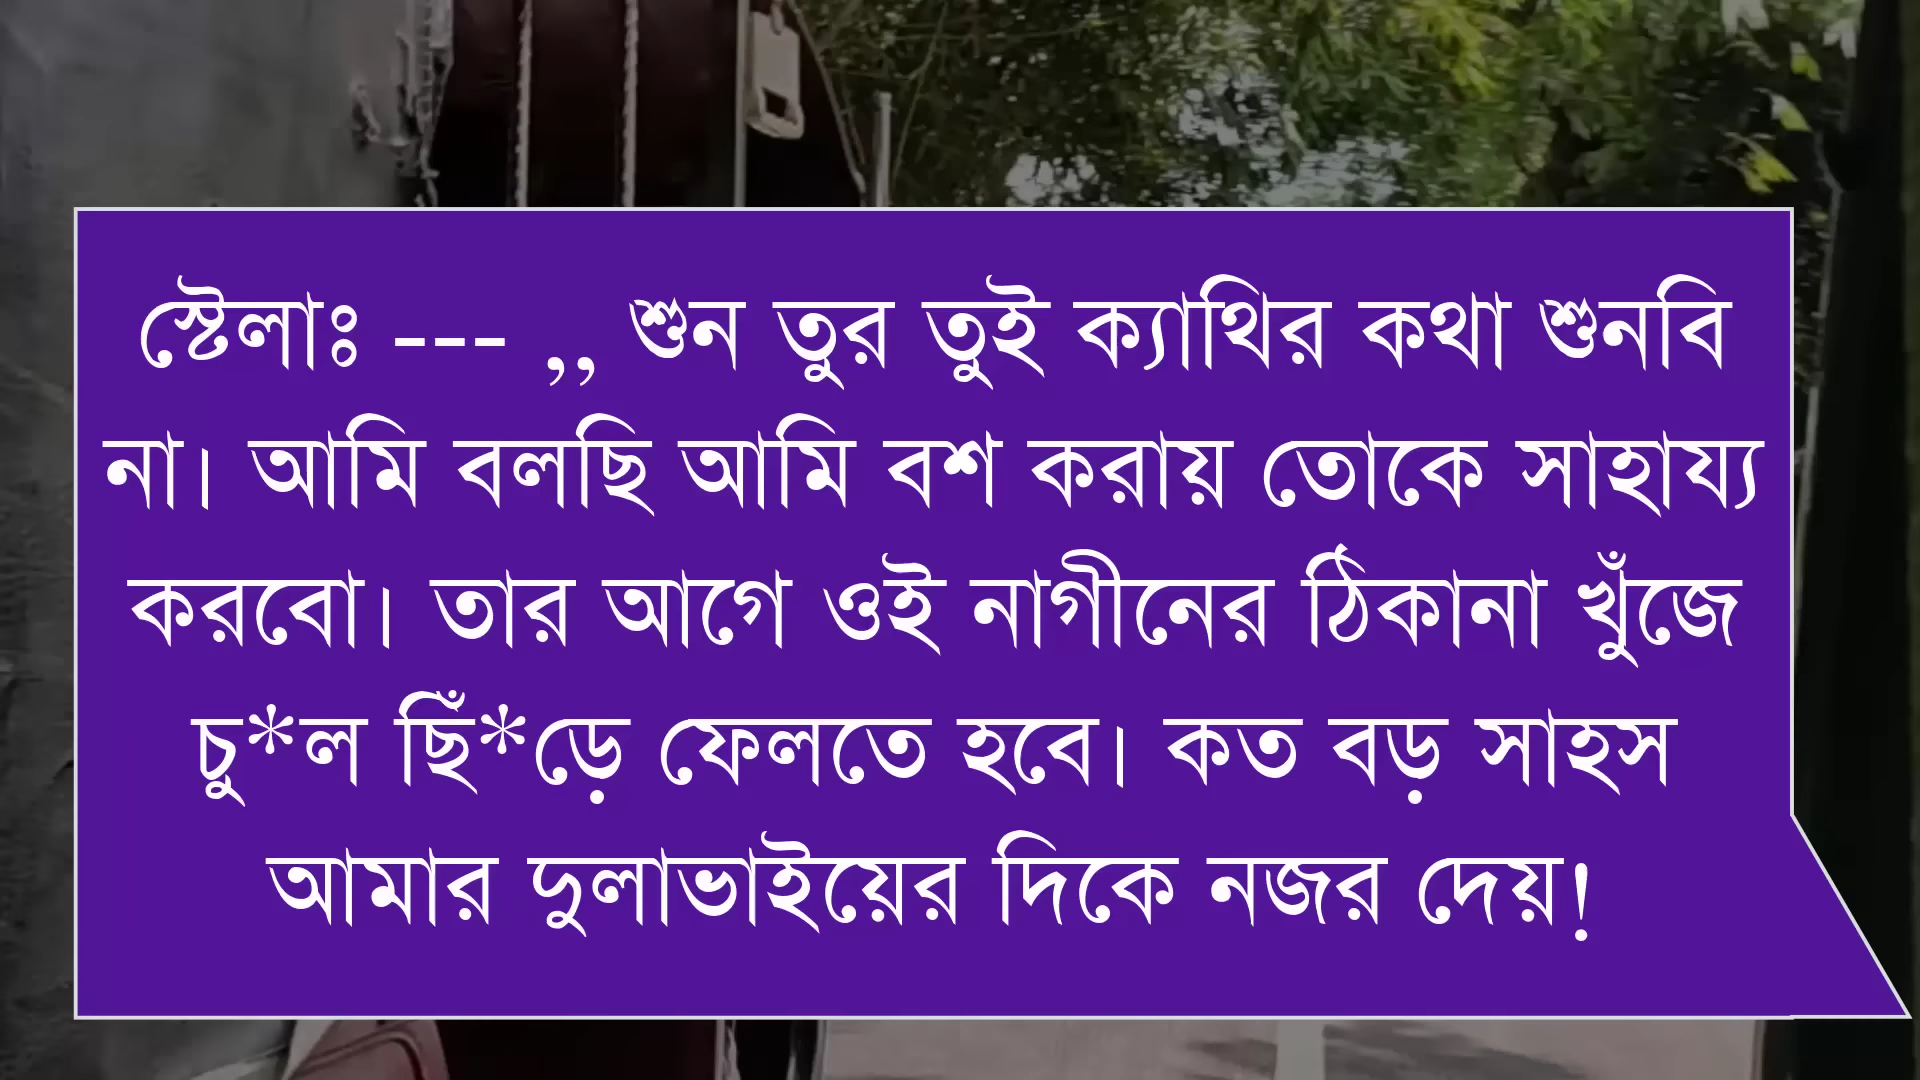 স্টেলাঃ --- ,, শুন তুর তুই ক্যাথির কথা শুনবি
না। আমি বলছি আমি বশ করায় তোকে সাহায্য
করবো। তার আগে ওই নাগীনের ঠিকানা খুঁজে
চু*ল ছিঁ*ড়ে ফেলতে হবে। কত বড় সাহস
আমার দুলাভাইয়ের দিকে নজর দেয়!